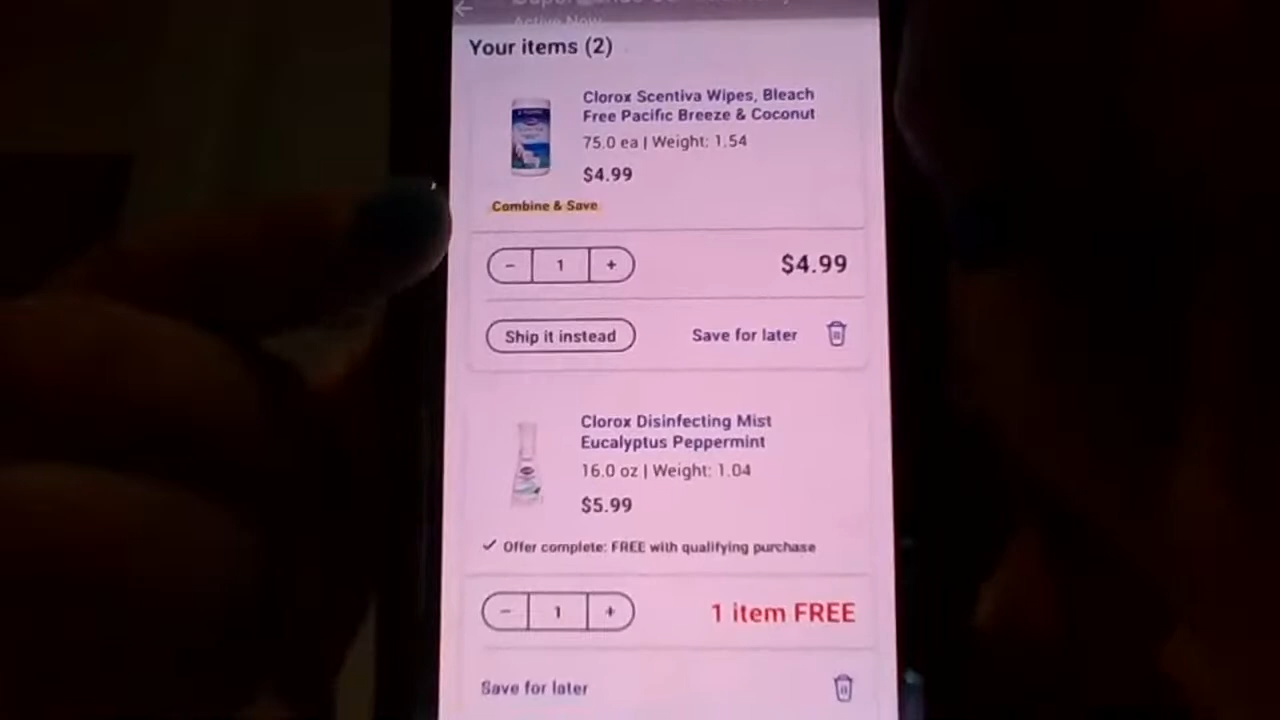 Active Now
Your items (2)
Clorox Scentiva Wipes, Bleach
Free Pacific Breeze & Coconut
75.0 ea | Weight: 1.54
$4.99
Combine & Save
- 1 + $4.99
Ship it instead Save for later
Clorox Disinfecting Mist
Eucalyptus Peppermint
16.0 oz | Weight: 1.04
$5.99
✓ Offer complete: FREE with qualifying purchase
- 1 + 1 item FREE
Save for later